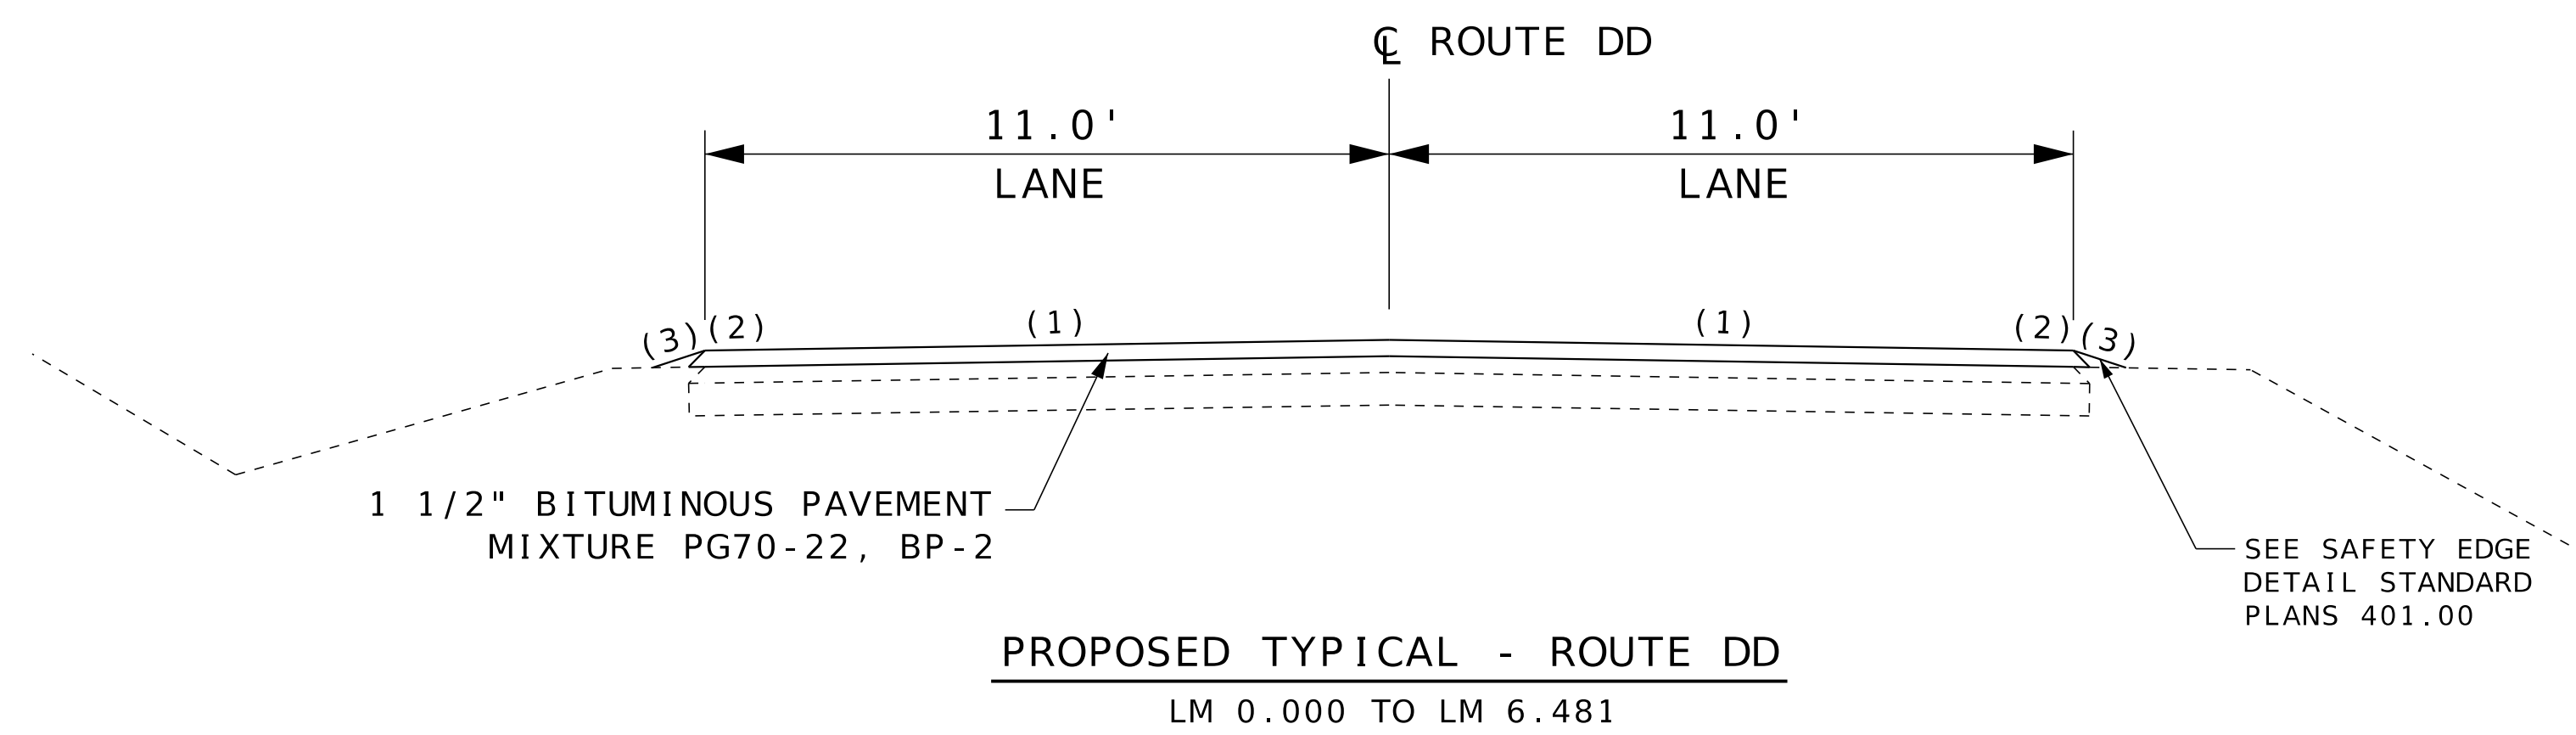 ℄ ROUTE DD
11.0' 11.0'
LANE LANE
(3) (2) (1) (1) (2) (3)
1 1/2" BITUMINOUS PAVEMENT
MIXTURE PG70-22, BP-2
SEE SAFETY EDGE
DETAIL STANDARD
PLANS 401.00
PROPOSED TYPICAL - ROUTE DD
LM 0.000 TO LM 6.481